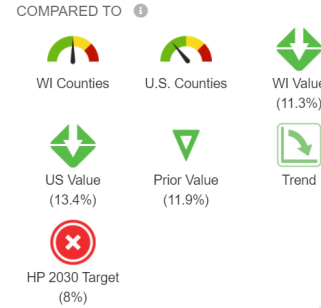 COMPARED TO
WI Counties
U.S. Counties
WI Value
(11.3%)
US Value
(13.4%)
Prior Value
(11.9%)
Trend
HP 2030 Target
(8%)